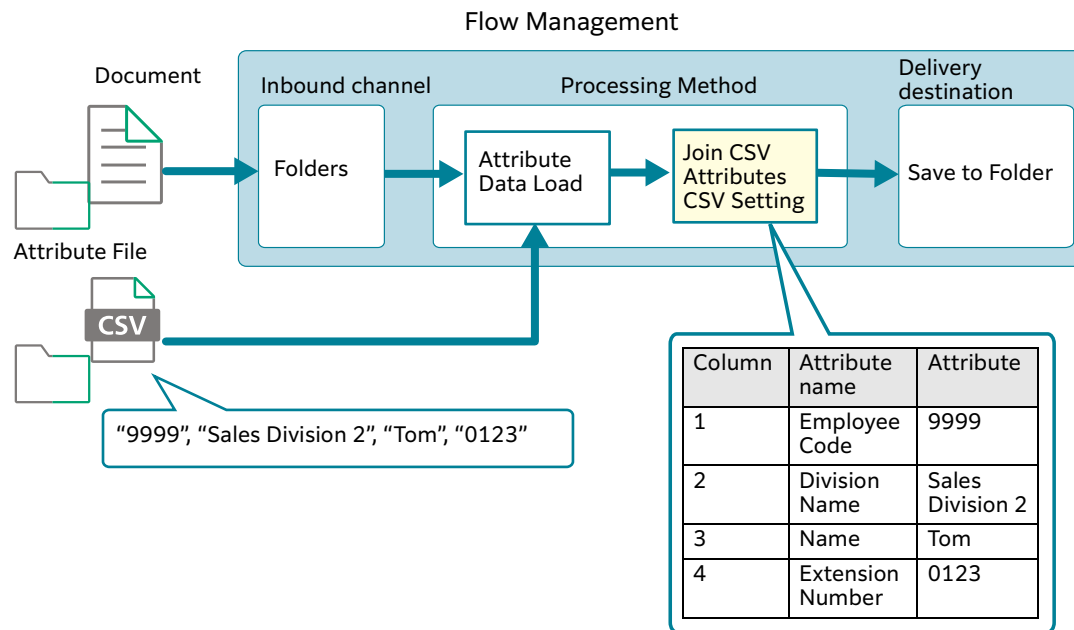 Flow Management
Document
Inbound channel
Processing Method
Delivery
destination
Folders
Attribute
Data Load
Join CSV
Attributes
CSV Setting
Save to Folder
Attribute File
CSV
“9999”, “Sales Division 2”, “Tom”, “0123”
Column Attribute name Attribute
1 Employee Code 9999
2 Division Name Sales Division 2
3 Name Tom
4 Extension Number 0123